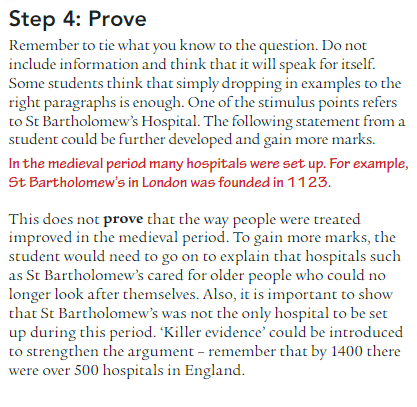 Step 4: Prove
Remember to tie what you know to the question. Do not
include information and think that it will speak for itself.
Some students think that simply dropping in examples to the
right paragraphs is enough. One of the stimulus points refers
to St Bartholomew's Hospital. The following statement from a
student could be further developed and gain more marks.
In the medieval period many hospitals were set up. For example,
St Bartholomew's in London was founded in 1123.
This does not prove that the way people were treated
improved in the medieval period. To gain more marks, the
student would need to go on to explain that hospitals such
as St Bartholomew's cared for older people who could no
longer look after themselves. Also, it is important to show
that St Bartholomew's was not the only hospital to be set
up during this period. ‘Killer evidence’ could be introduced
to strengthen the argument – remember that by 1400 there
were over 500 hospitals in England.